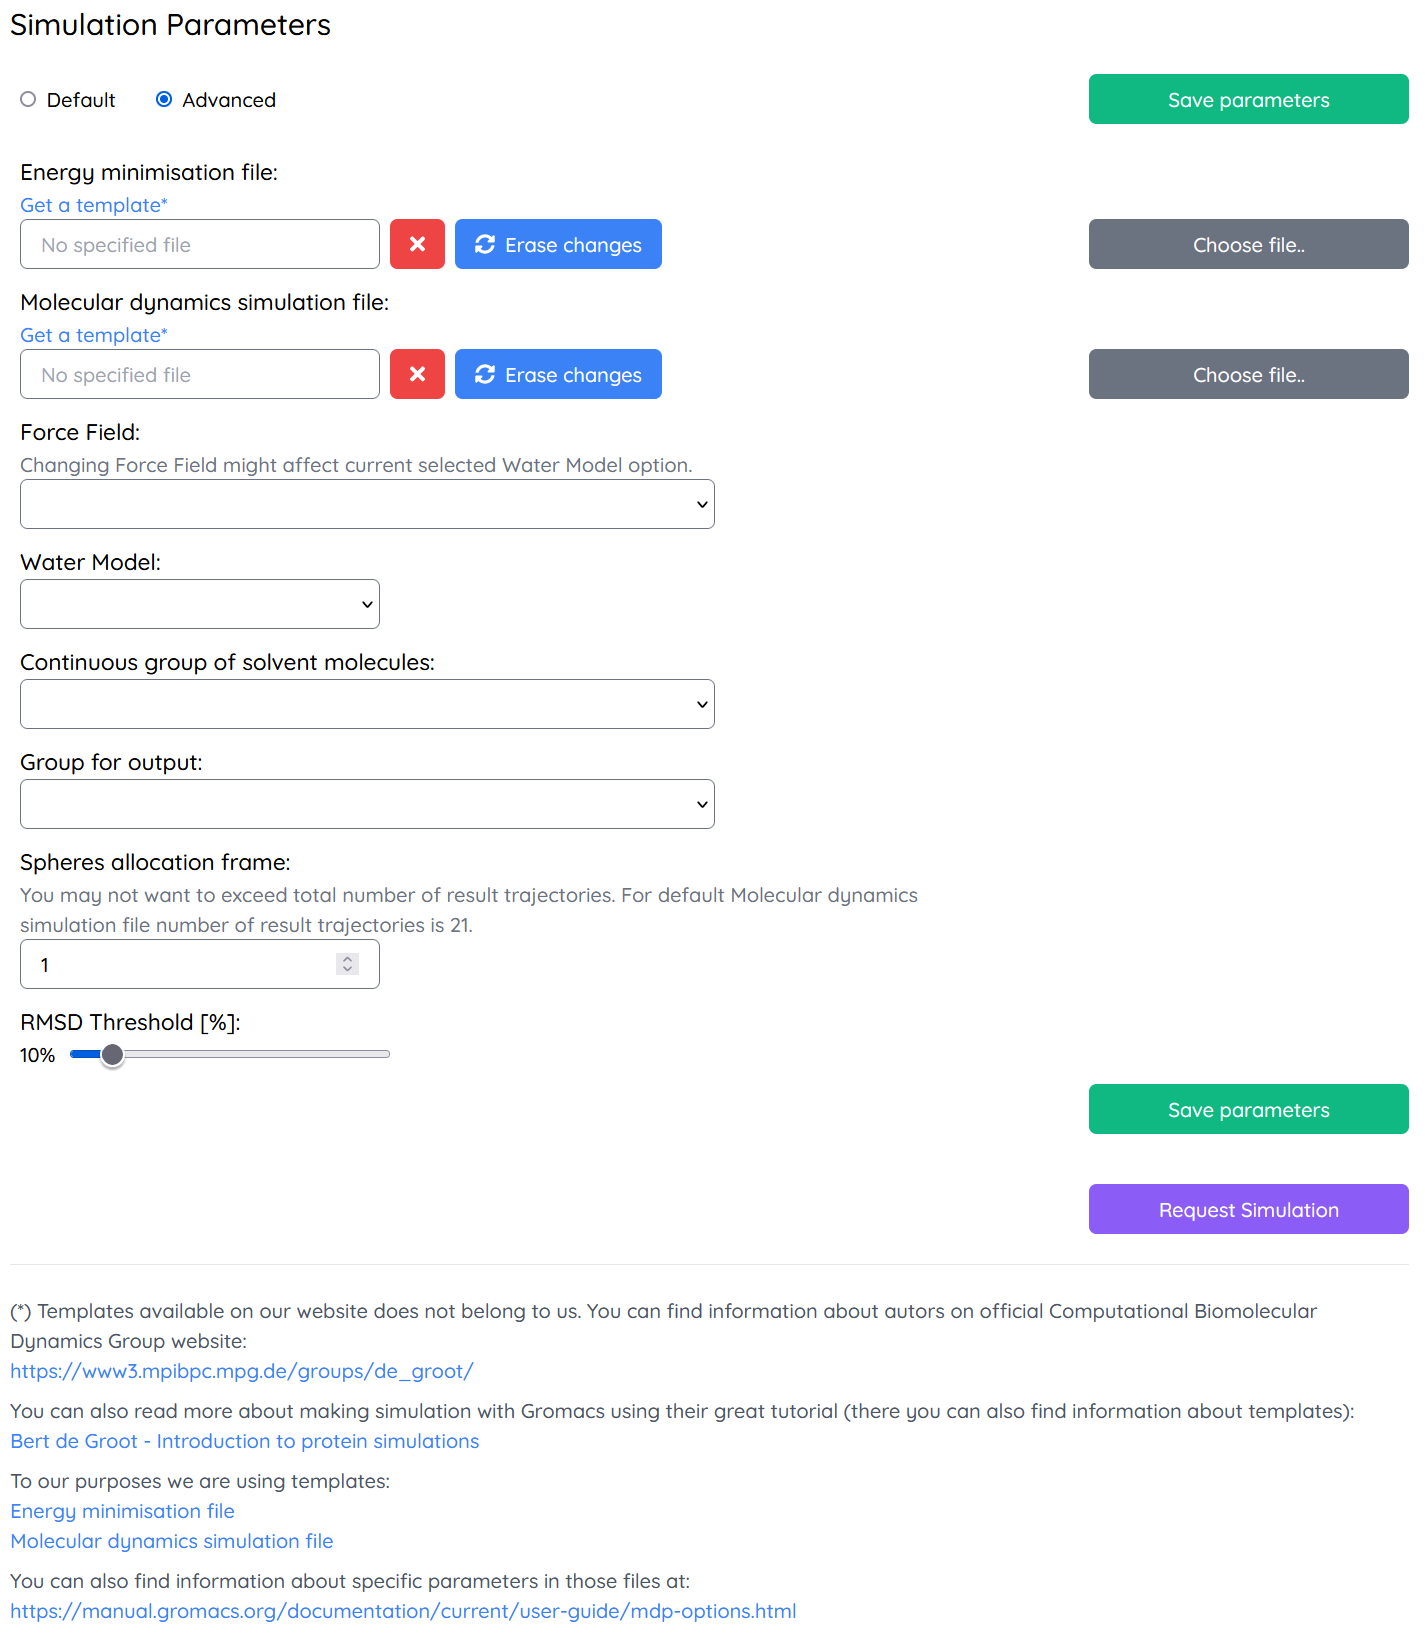 Simulation Parameters
Default
Advanced
Save parameters
Energy minimisation file:
Get a template*
No specified file
Erase changes
Choose file..
Molecular dynamics simulation file:
Get a template*
No specified file
Erase changes
Choose file..
Force Field:
Changing Force Field might affect current selected Water Model option.
Water Model:
Continuous group of solvent molecules:
Group for output:
Spheres allocation frame:
You may not want to exceed total number of result trajectories. For default Molecular dynamics
simulation file number of result trajectories is 21.
1
RMSD Threshold [%]:
10%
Save parameters
Request Simulation
(*) Templates available on our website does not belong to us. You can find information about autors on official Computational Biomolecular
Dynamics Group website:
https://www3.mpibpc.mpg.de/groups/de_groot/
You can also read more about making simulation with Gromacs using their great tutorial (there you can also find information about templates):
Bert de Groot - Introduction to protein simulations
To our purposes we are using templates:
Energy minimisation file
Molecular dynamics simulation file
You can also find information about specific parameters in those files at:
https://manual.gromacs.org/documentation/current/user-guide/mdp-options.html